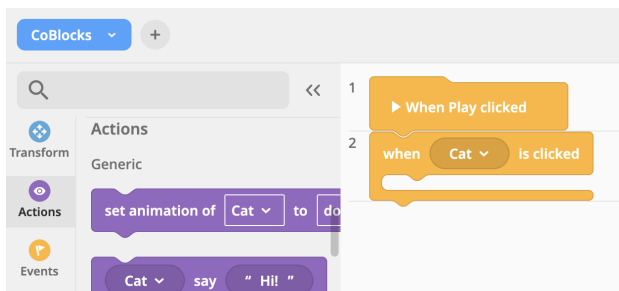 CoBlocks
+
1
When Play clicked
2
when Cat is clicked
Transform
Actions
Events
Actions
Generic
set animation of Cat to do
Cat say “ Hi! ”